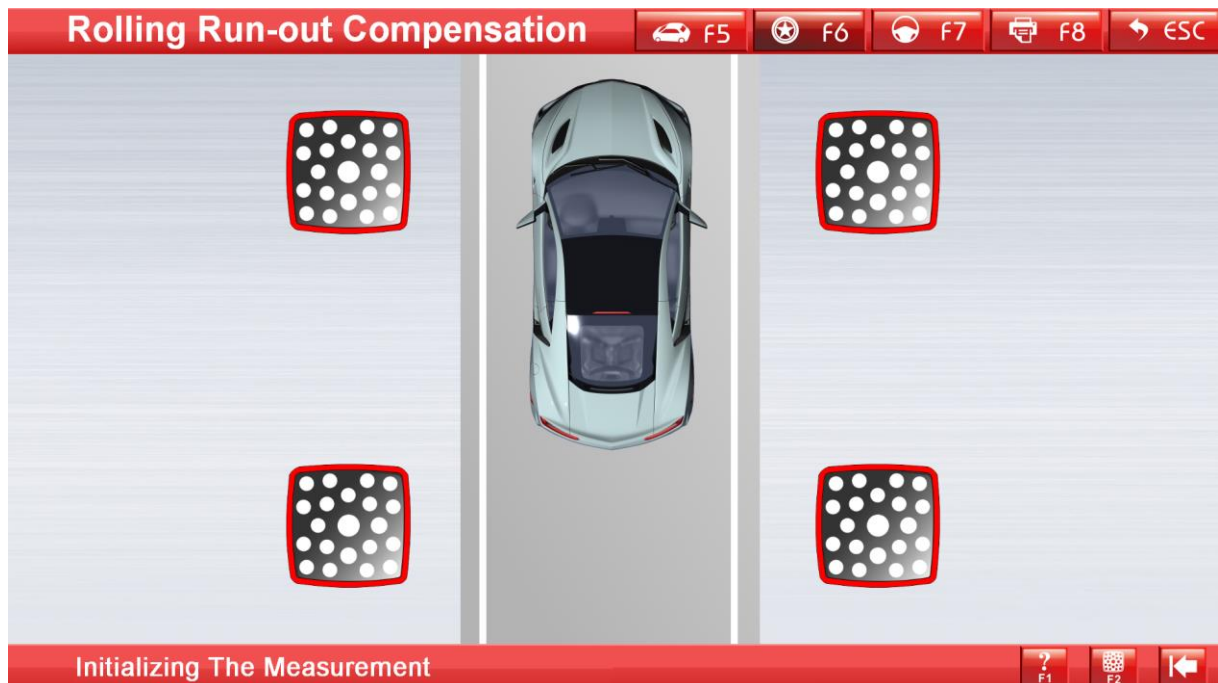 Rolling Run-out Compensation
F5
F6
F7
F8
ESC
Initializing The Measurement
?
F1
F2